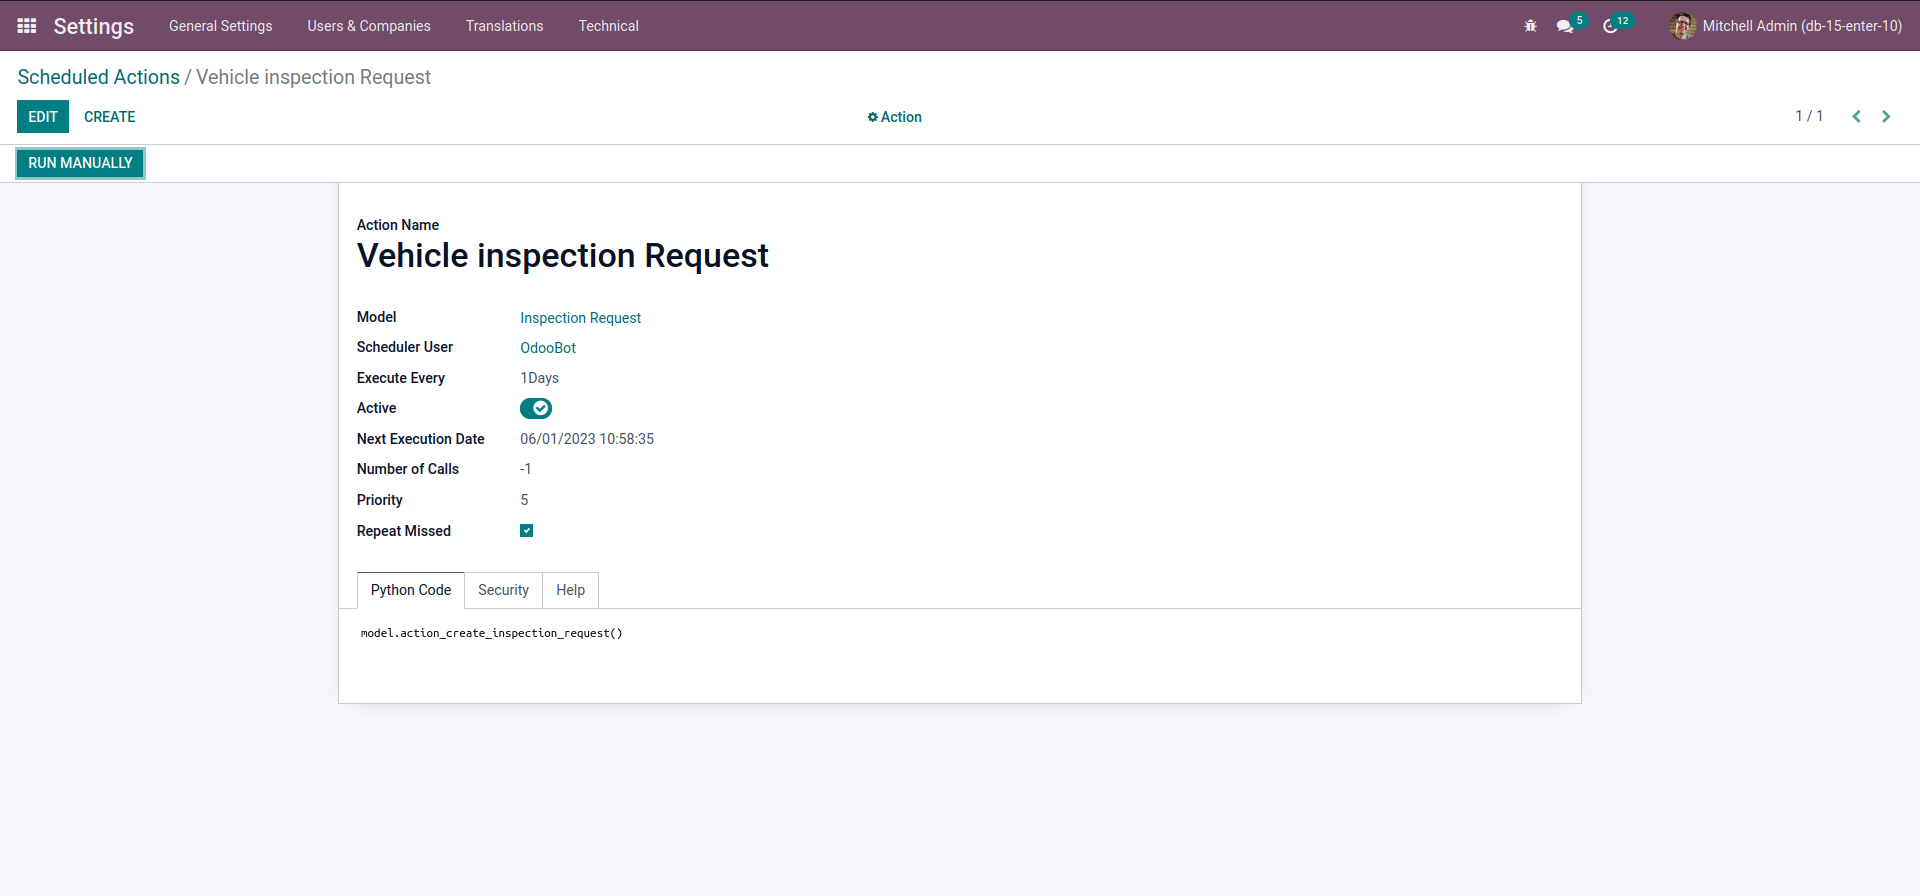 Settings General Settings Users & Companies Translations Technical 5 12 Mitchell Admin (db-15-enter-10)
Scheduled Actions / Vehicle inspection Request
EDIT CREATE Action 1 / 1
RUN MANUALLY
Action Name
Vehicle inspection Request
Model Inspection Request
Scheduler User OdooBot
Execute Every 1Days
Active
Next Execution Date 06/01/2023 10:58:35
Number of Calls -1
Priority 5
Repeat Missed
Python Code Security Help
model.action_create_inspection_request()